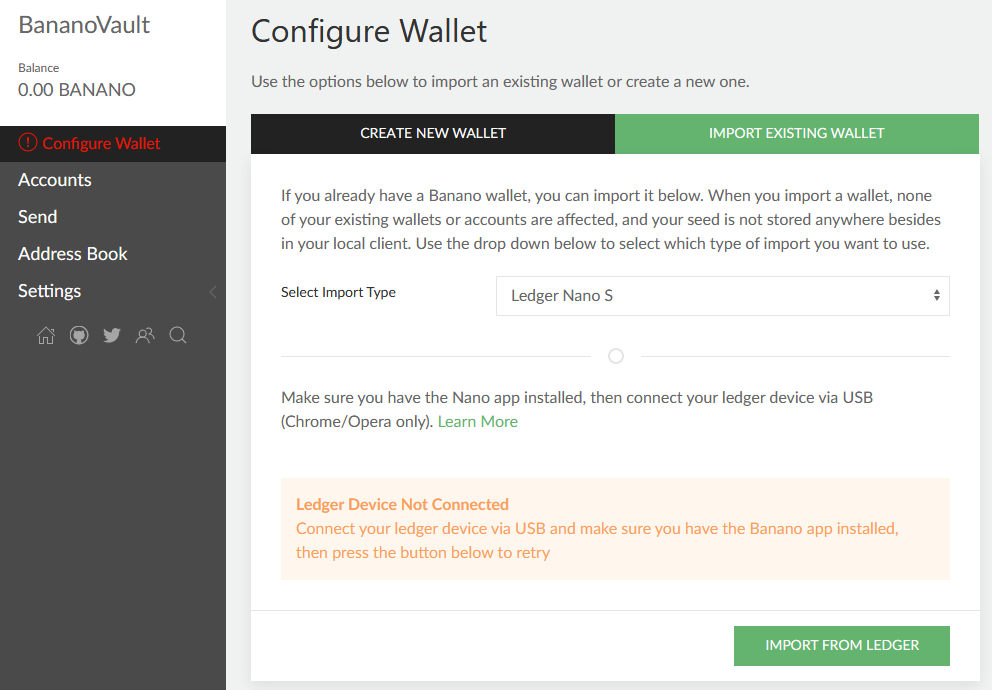 BananoVault
Balance
0.00 BANANO
Configure Wallet
Accounts
Send
Address Book
Settings
Configure Wallet
Use the options below to import an existing wallet or create a new one.
CREATE NEW WALLET
IMPORT EXISTING WALLET
If you already have a Banano wallet, you can import it below. When you import a wallet, none
of your existing wallets or accounts are affected, and your seed is not stored anywhere besides
in your local client. Use the drop down below to select which type of import you want to use.
Select Import Type
Ledger Nano S
Make sure you have the Nano app installed, then connect your ledger device via USB
(Chrome/Opera only). Learn More
Ledger Device Not Connected
Connect your ledger device via USB and make sure you have the Banano app installed,
then press the button below to retry
IMPORT FROM LEDGER